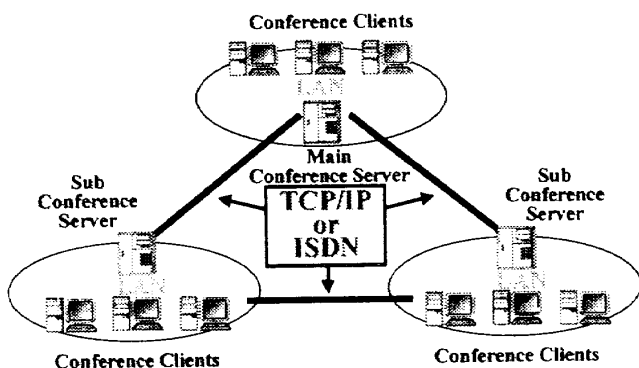 Conference Clients
LAN
Main
Conference Server
Sub
Conference
Server
Sub
Conference
Server
TCP/IP
or
ISDN
LAN
LAN
Conference Clients
Conference Clients